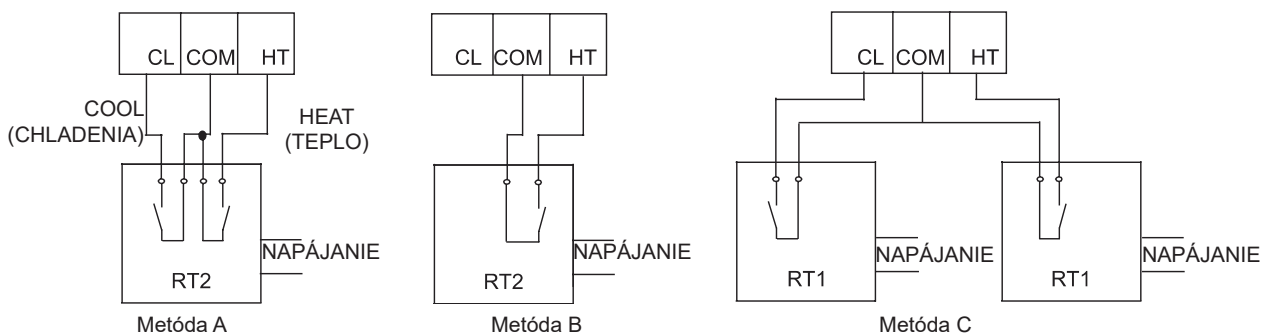 CL COM HT
COOL
(CHLADENIA)
HEAT
(TEPLO)
NAPÁJANIE
RT2
Metóda A
CL COM HT
NAPÁJANIE
RT2
Metóda B
CL COM HT
NAPÁJANIE
RT1
NAPÁJANIE
RT1
Metóda C